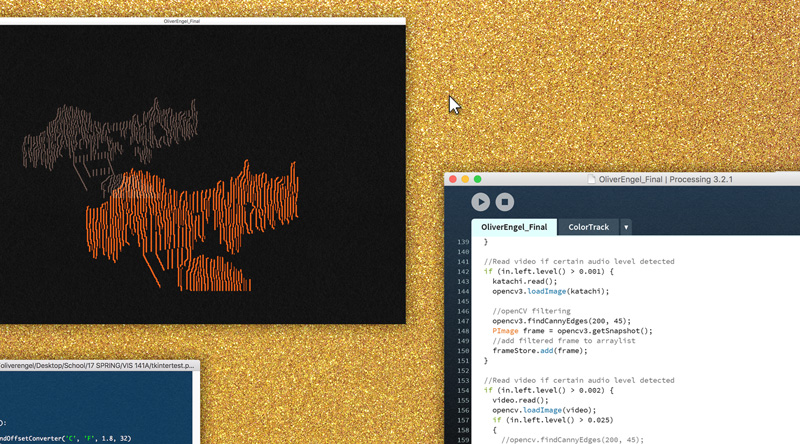 OliverEngel_Final
OliverEngel_Final | Processing 3.2.1
OliverEngel_Final ColorTrack ▼
139 }
140
141 //Read video if certain audio level detected
142 if (in.left.level() > 0.001) {
143 katachi.read();
144 opencv3.loadImage(katachi);
145
146 //openCV filtering
147 opencv3.findCannyEdges(200, 45);
148 PImage frame = opencv3.getSnapshot();
149 //add filtered frame to arraylist
150 frameStore.add(frame);
151 }
152
153 //Read video if certain audio level detected
154 if (in.left.level() > 0.002) {
155 video.read();
156 opencv.loadImage(video);
157 if (in.left.level() > 0.025)
158 {
159 //opencv.findCannyEdges(200, 45);
oliverengel/Desktop/School/17 SPRING/VIS 141A/tkintertest.p...
O):
ndOffsetConverter('C', 'F', 1.8, 32)